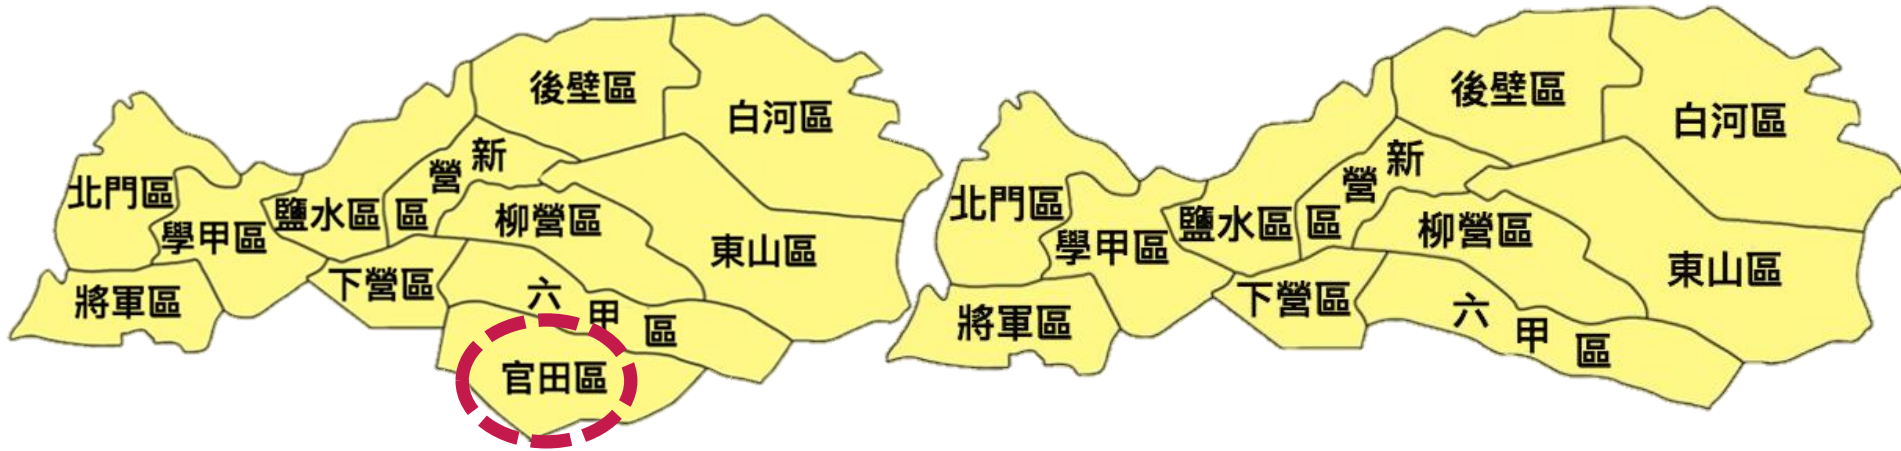 後壁區
白河區
新
營
區
北門區
鹽水區
學甲區
柳營區
東山區
下營區
將軍區
六
甲
區
官田區
後壁區
白河區
新
營
區
北門區
鹽水區
學甲區
柳營區
東山區
下營區
將軍區
六
甲
區